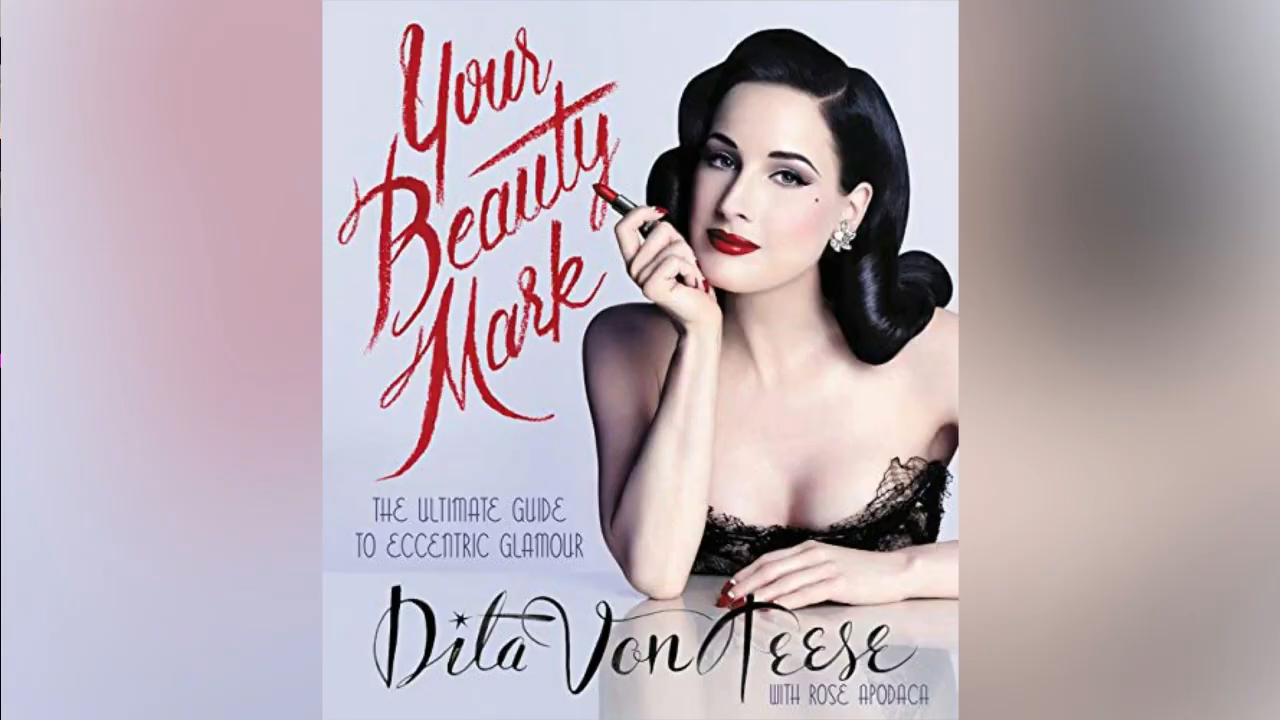 Your
Beauty
Mark
THE ULTIMATE GUIDE
TO ECCENTRIC GLAMOUR
Dita Von Teese
WITH ROSE APODACA